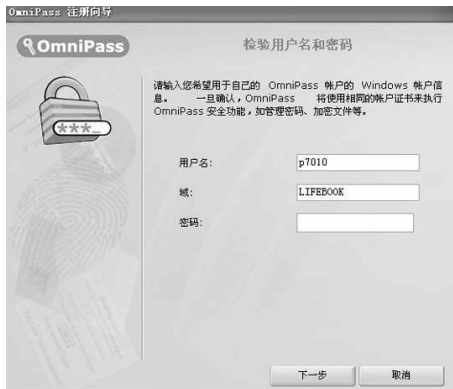 OmniPass 注册向导
OmniPass
检验用户名和密码
请输入您希望用于自己的 OmniPass 帐户的 Windows 帐户信
息。 一旦确认，OmniPass 将使用相同的帐户证书来执行
OmniPass 安全功能，如管理密码、加密文件等。
***_
用户名: p7010
域: LIFEBOOK
密码:
下一步 取消